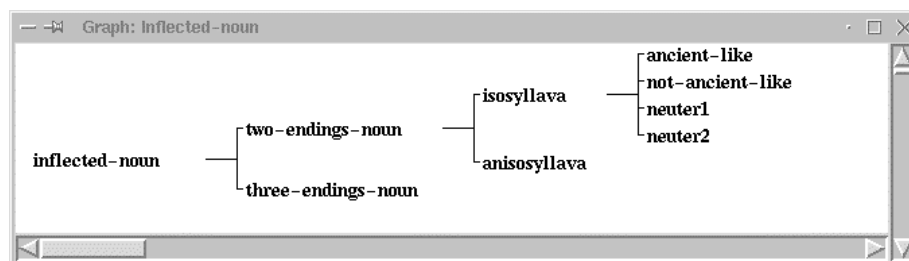 Graph: Inflected-noun
ancient-like
not-ancient-like
isosyllava
neuter1
two-endings-noun
neuter2
inflected-noun
anisosyllava
three-endings-noun